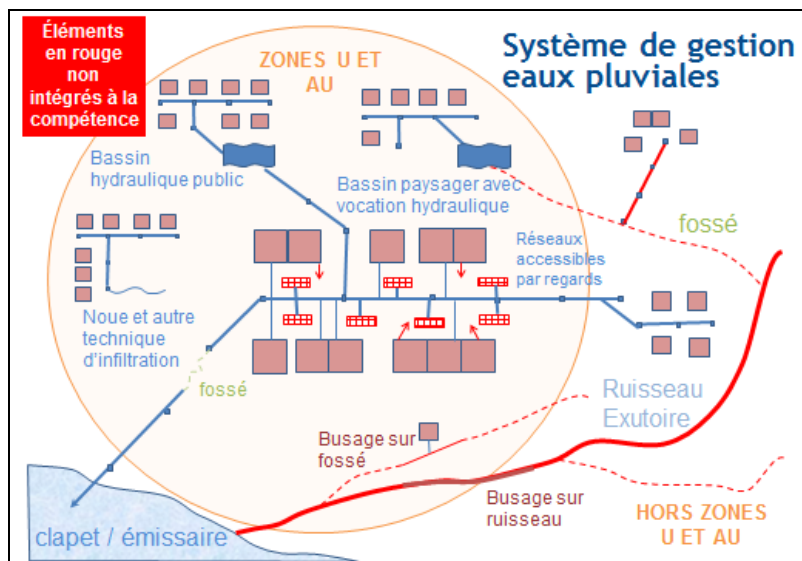 Éléments
en rouge
non
intégrés à la
compétence
ZONES U ET
AU
Système de gestion
eaux pluviales
Bassin
hydraulique public
Bassin paysager avec
vocation hydraulique
fossé
Réseaux
accessibles
par regards
Noue et autre
technique
d'infiltration
fossé
Ruisseau
Exutoire
Busage sur
fossé
Busage sur
ruisseau
HORS ZONES
U ET AU
clapet / émissaire